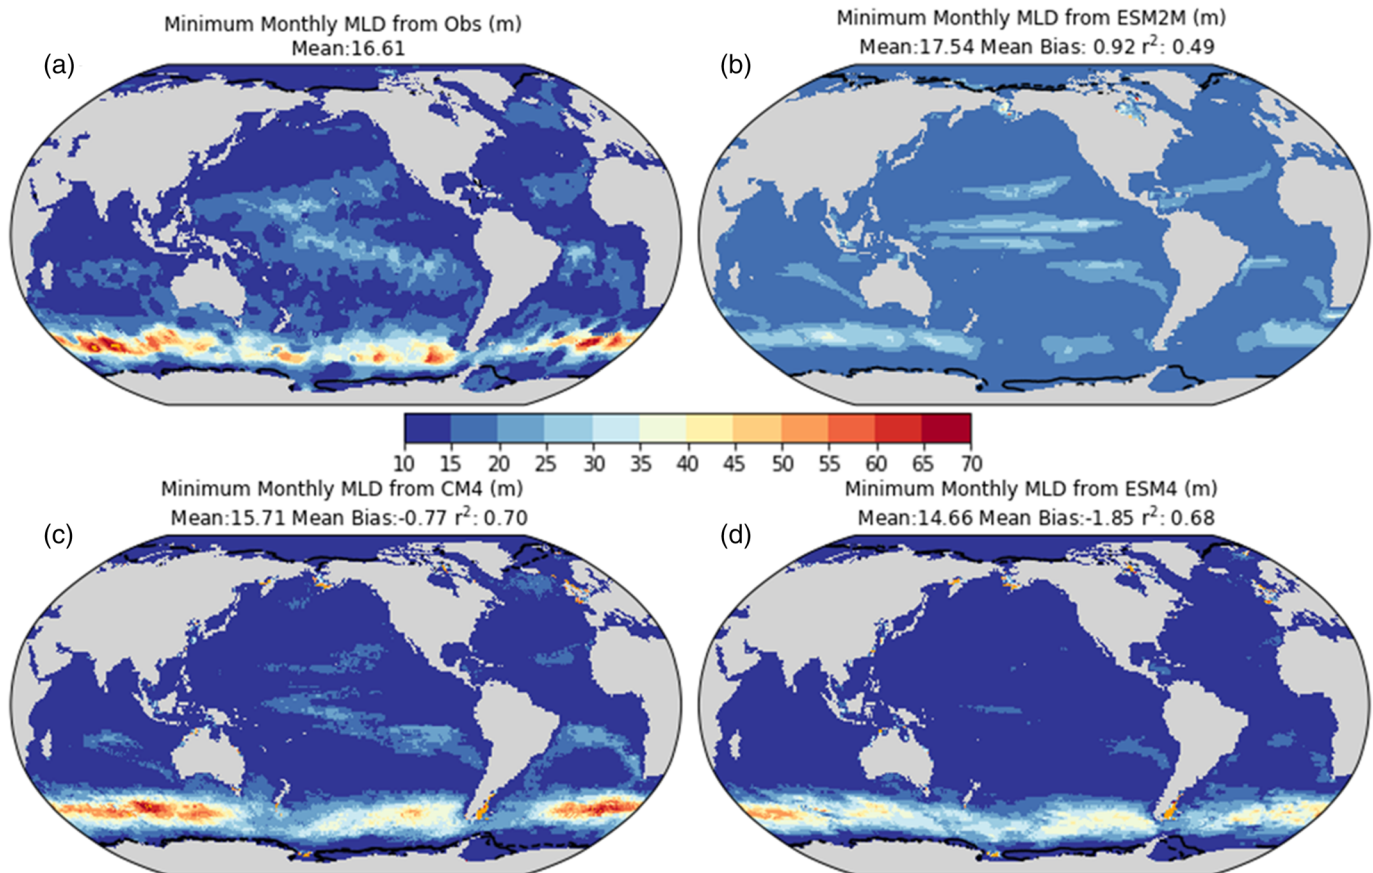 Minimum Monthly MLD from Obs (m)
Mean:16.61
(a)
Minimum Monthly MLD from ESM2M (m)
Mean:17.54 Mean Bias: 0.92 r²: 0.49
(b)
10 15 20 25 30 35 40 45 50 55 60 65 70
Minimum Monthly MLD from CM4 (m)
Mean:15.71 Mean Bias:-0.77 r²: 0.70
(c)
Minimum Monthly MLD from ESM4 (m)
Mean:14.66 Mean Bias:-1.85 r²: 0.68
(d)